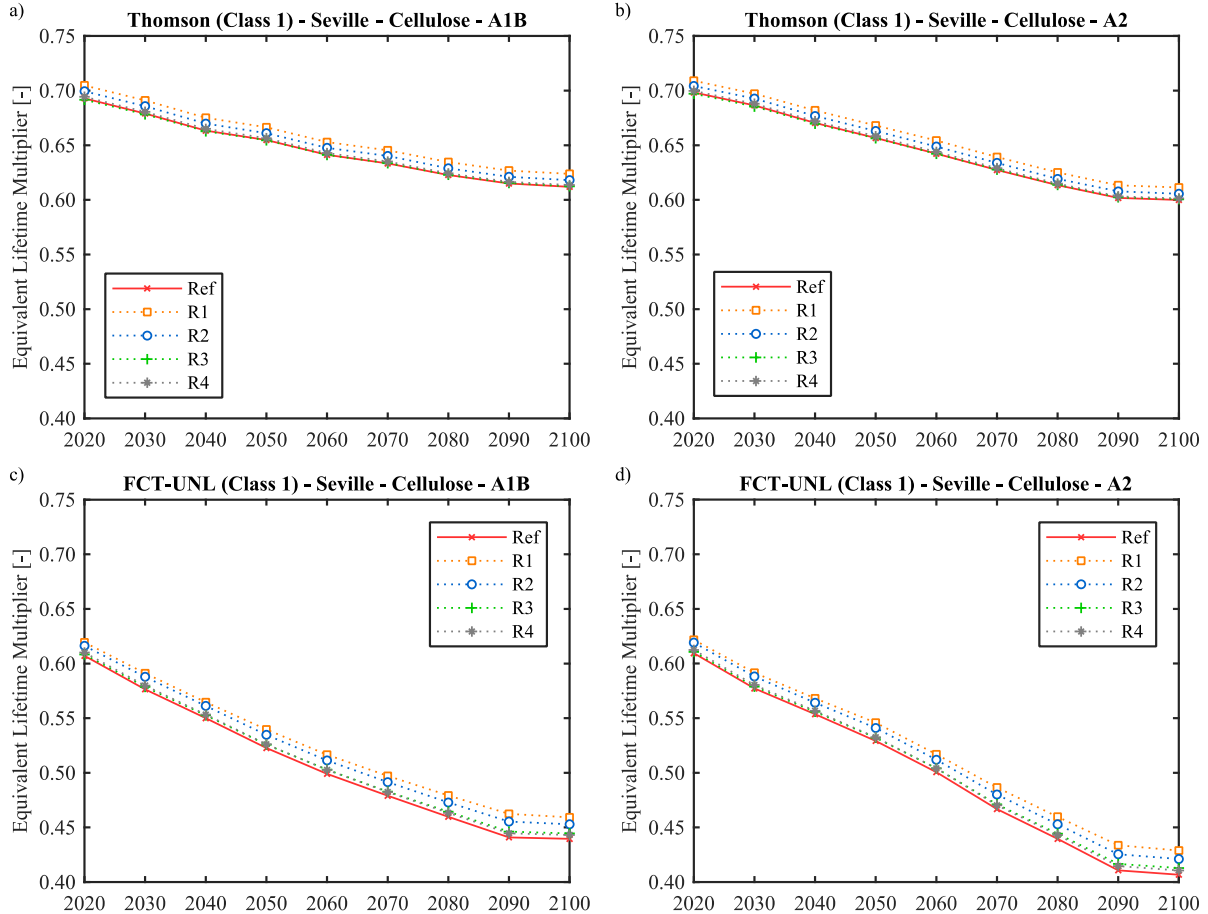 a)
Thomson (Class 1) - Seville - Cellulose - A1B
Equivalent Lifetime Multiplier [-]
0.75
0.70
0.65
0.60
0.55
0.50
0.45
0.40
Ref
R1
R2
R3
R4
2020 2030 2040 2050 2060 2070 2080 2090 2100
b)
Thomson (Class 1) - Seville - Cellulose - A2
Equivalent Lifetime Multiplier [-]
0.75
0.70
0.65
0.60
0.55
0.50
0.45
0.40
Ref
R1
R2
R3
R4
2020 2030 2040 2050 2060 2070 2080 2090 2100
c)
FCT-UNL (Class 1) - Seville - Cellulose - A1B
Equivalent Lifetime Multiplier [-]
0.75
0.70
0.65
0.60
0.55
0.50
0.45
0.40
Ref
R1
R2
R3
R4
2020 2030 2040 2050 2060 2070 2080 2090 2100
d)
FCT-UNL (Class 1) - Seville - Cellulose - A2
Equivalent Lifetime Multiplier [-]
0.75
0.70
0.65
0.60
0.55
0.50
0.45
0.40
Ref
R1
R2
R3
R4
2020 2030 2040 2050 2060 2070 2080 2090 2100